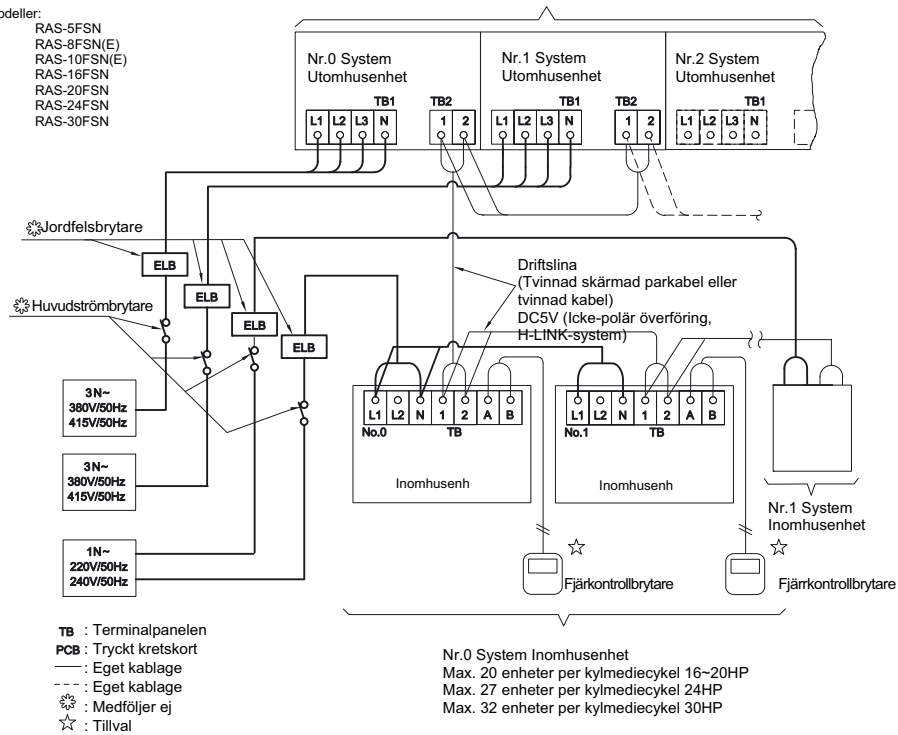 odeller:
RAS-5FSN
RAS-8FSN(E)
RAS-10FSN(E)
RAS-16FSN
RAS-20FSN
RAS-24FSN
RAS-30FSN
Nr.0 System
Utomhusenhet
TB1
TB2
L1 L2 L3 N
1 2
Nr.1 System
Utomhusenhet
TB1
TB2
L1 L2 L3 N
1 2
Nr.2 System
Utomhusenhet
TB1
L1 L2 L3 N
Jordfelsbrytare
ELB
ELB
ELB
ELB
Huvudströmbrytare
Driftslina
(Tvinnad skärmad parkabel eller
tvinnad kabel)
DC5V (Icke-polär överföring,
H-LINK-system)
3N~
380V/50Hz
415V/50Hz
3N~
380V/50Hz
415V/50Hz
1N~
220V/50Hz
240V/50Hz
L1 L2 N 1 2 A B
No.0 TB
Inomhusenh
L1 L2 N 1 2 A B
No.1 TB
Inomhusenh
Nr.1 System
Inomhusenhet
Fjärkontrollbrytare
Fjärrkontrollbrytare
TB : Terminalpanelen
PCB : Tryckt kretskort
: Eget kablage
: Eget kablage
: Medföljer ej
: Tillval
Nr.0 System Inomhusenhet
Max. 20 enheter per kylmediecykel 16~20HP
Max. 27 enheter per kylmediecykel 24HP
Max. 32 enheter per kylmediecykel 30HP